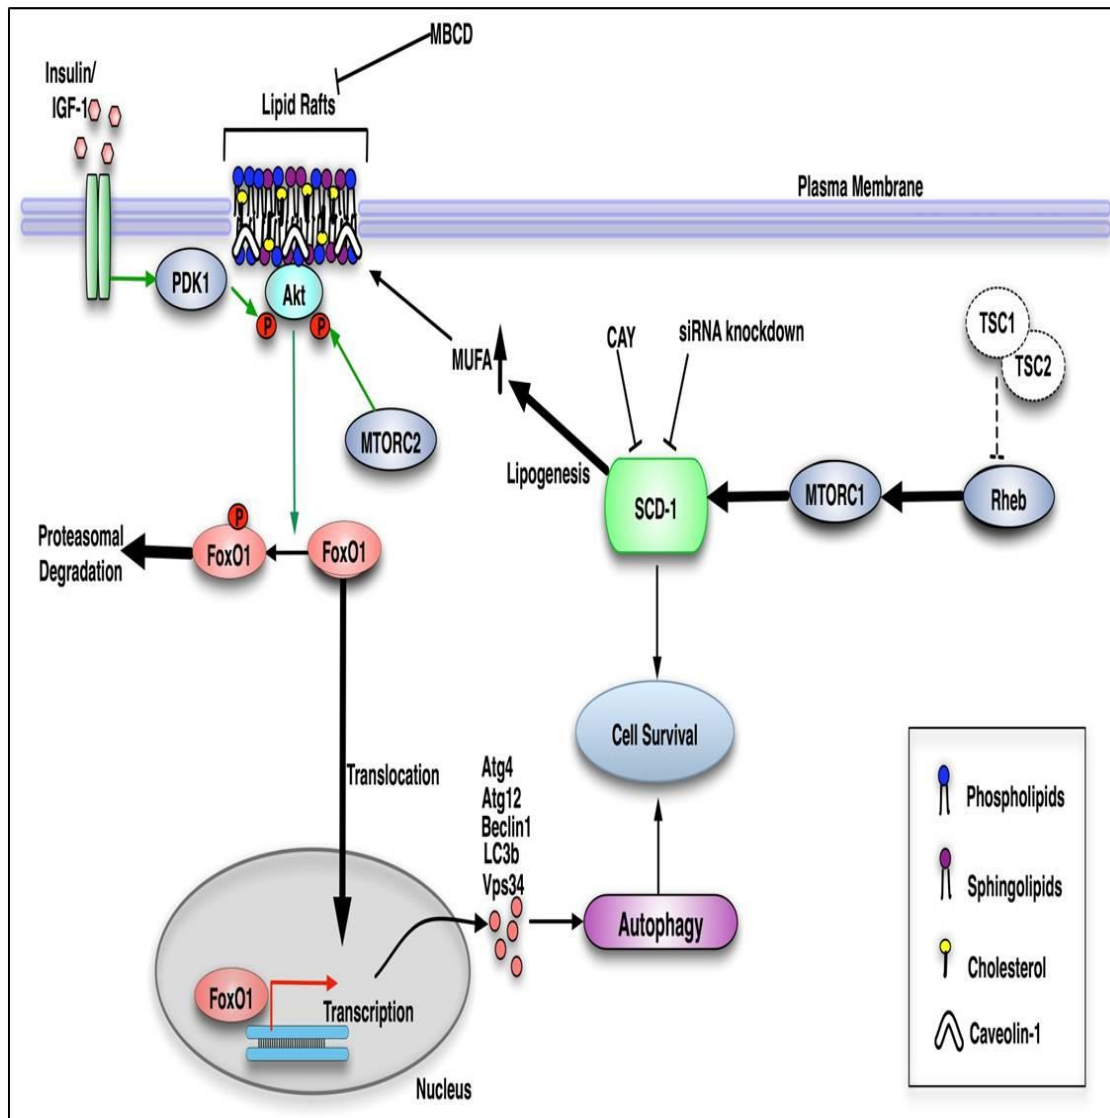 MBCD
Insulin/
IGF-1
Lipid Rafts
Plasma Membrane
PDK1
Akt
P
P
MTORC2
MUFA
CAY
siRNA knockdown
TSC1
TSC2
Lipogenesis
SCD-1
MTORC1
Rheb
Proteasomal
Degradation
P
FoxO1
FoxO1
Translocation
Cell Survival
Atg4
Atg12
Beclin1
LC3b
Vps34
Autophagy
FoxO1
Transcription
Nucleus
Phospholipids
Sphingolipids
Cholesterol
Caveolin-1